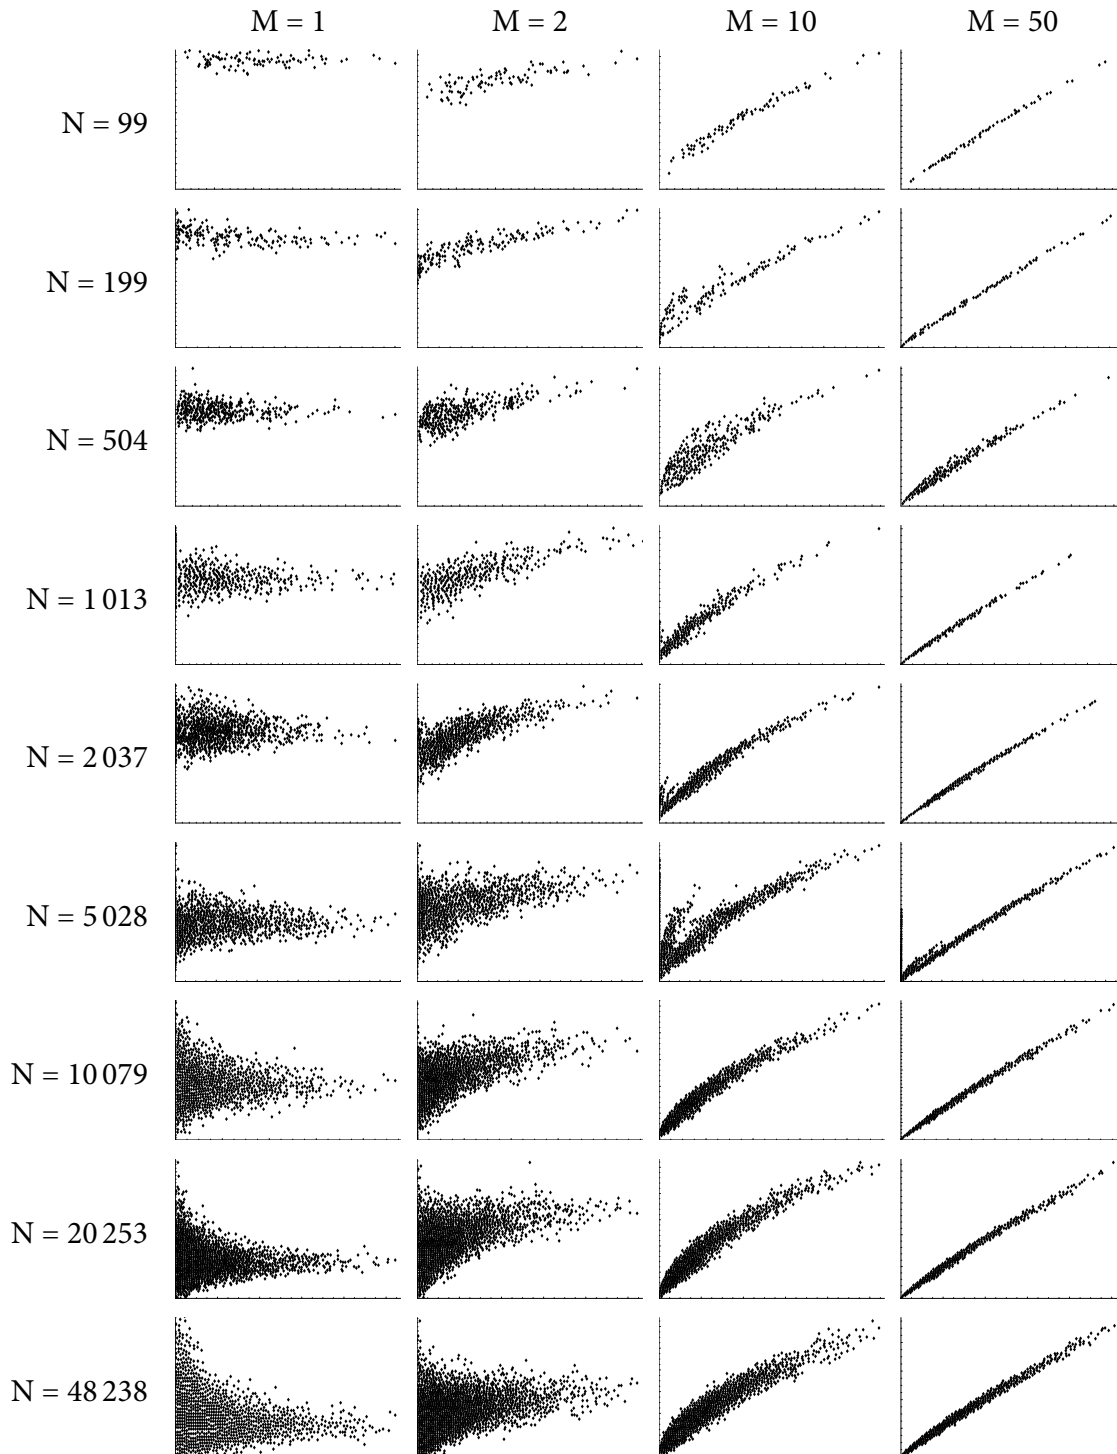 M = 1 M = 2 M = 10 M = 50
N = 99
N = 199
N = 504
N = 1 013
N = 2 037
N = 5 028
N = 10 079
N = 20 253
N = 48 238